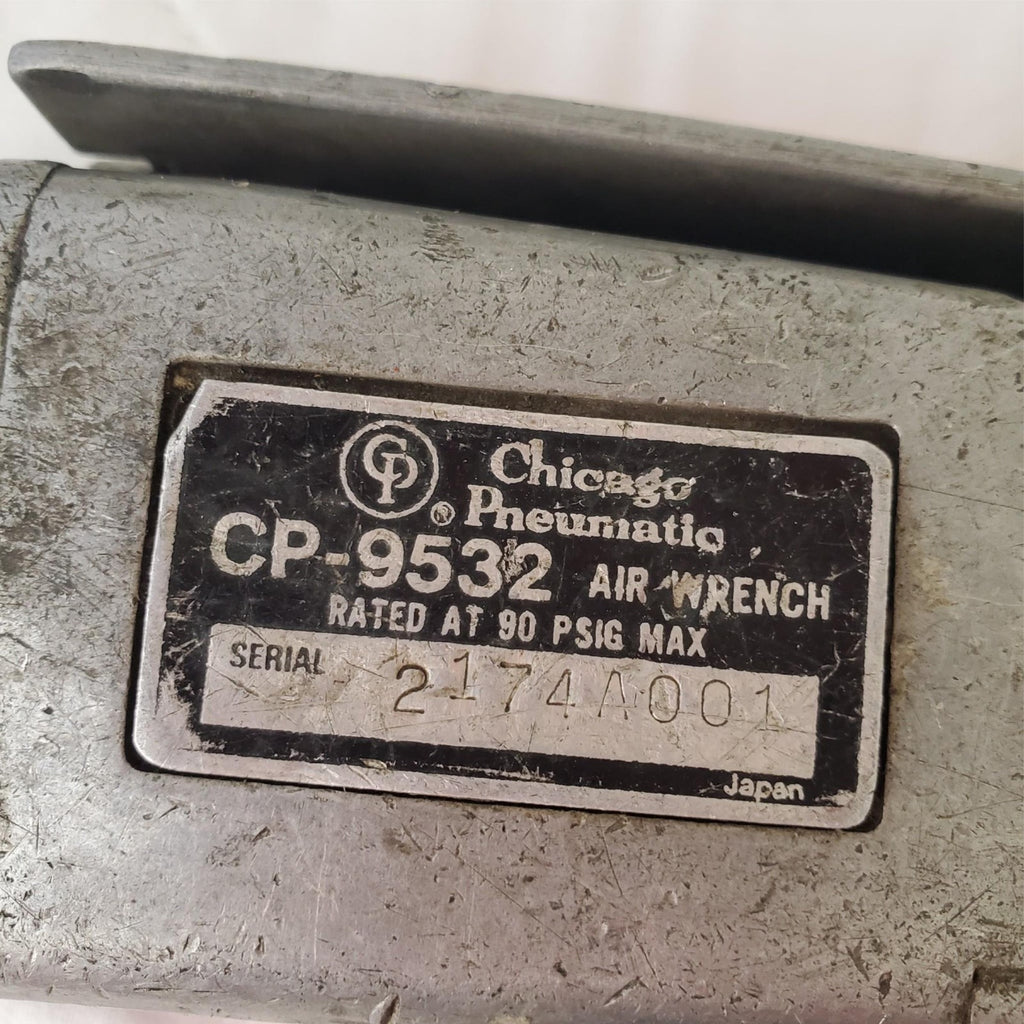 CP
Chicago
Pneumatic
®
CP-9532 AIR WRENCH
RATED AT 90 PSIG MAX
SERIAL 2174A001
Japan